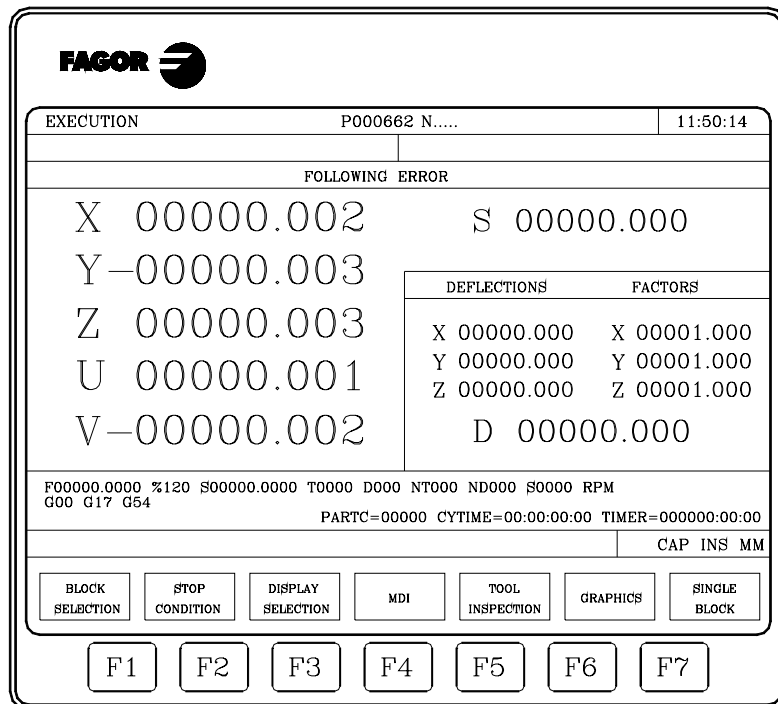 FAGOR
EXECUTION P000662 N..... 11:50:14
FOLLOWING ERROR
X 00000.002
Y-00000.003
Z 00000.003
U 00000.001
V-00000.002
S 00000.000
DEFLECTIONS FACTORS
X 00000.000 X 00001.000
Y 00000.000 Y 00001.000
Z 00000.000 Z 00001.000
D 00000.000
F00000.0000 %120 S00000.0000 T0000 D000 NT000 ND000 S0000 RPM
G00 G17 G54
PARTC=00000 CYTIME=00:00:00:00 TIMER=000000:00:00
CAP INS MM
BLOCK SELECTION
STOP CONDITION
DISPLAY SELECTION
MDI
TOOL INSPECTION
GRAPHICS
SINGLE BLOCK
F1 F2 F3 F4 F5 F6 F7